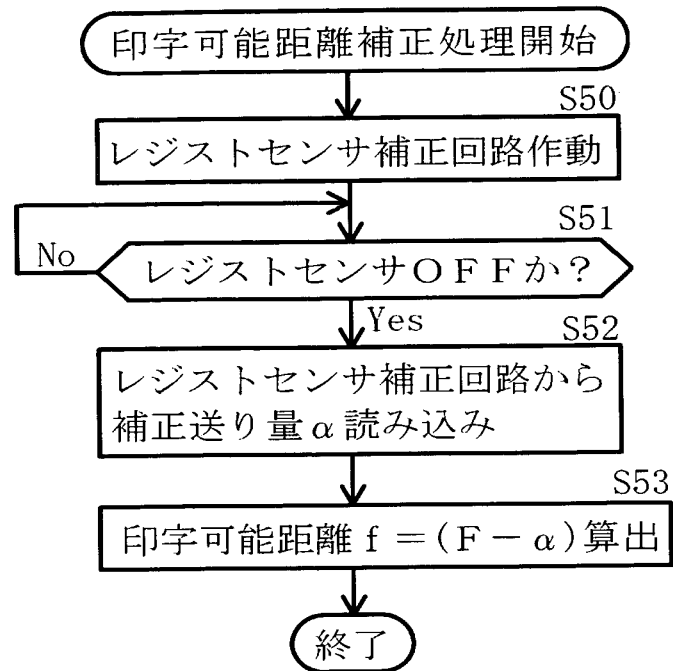 印字可能距離補正処理開始
S50
レジストセンサ補正回路作動
S51
No
レジストセンサＯＦＦか？
Yes
S52
レジストセンサ補正回路から
補正送り量α読み込み
S53
印字可能距離ｆ＝(Ｆ－α)算出
終了